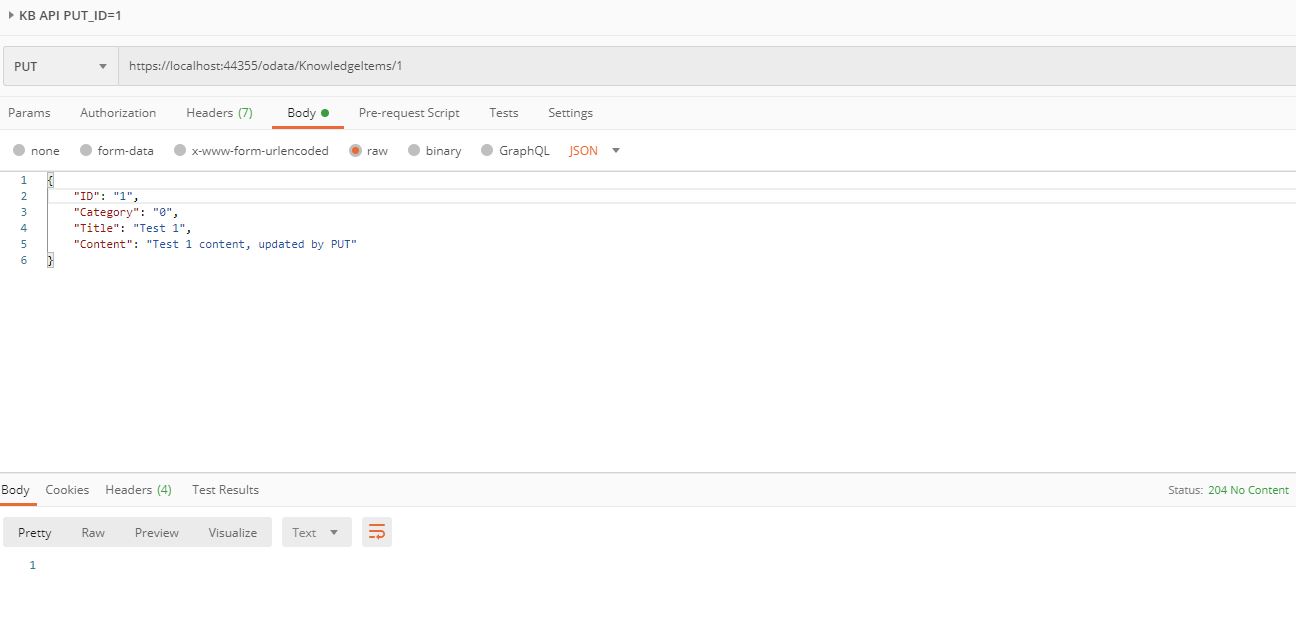 KB API PUT_ID=1
PUT https://localhost:44355/odata/KnowledgeItems/1
Params Authorization Headers (7) Body Pre-request Script Tests Settings
none form-data x-www-form-urlencoded raw binary GraphQL JSON
1 {
2 "ID": "1",
3 "Category": "0",
4 "Title": "Test 1",
5 "Content": "Test 1 content, updated by PUT"
6 }
Body Cookies Headers (4) Test Results Status: 204 No Content
Pretty Raw Preview Visualize Text
1